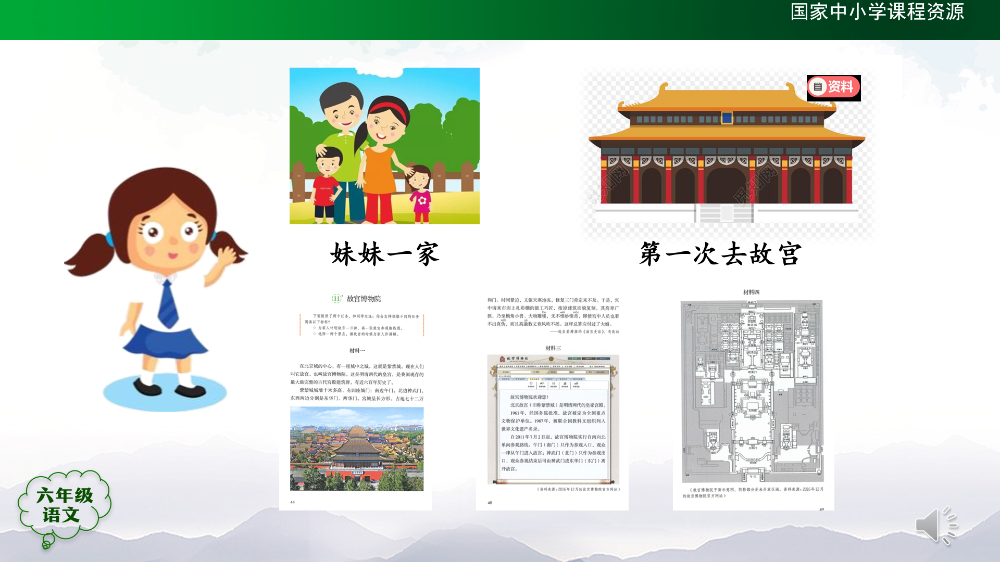 国家中小学课程资源
资料
妹妹一家
第一次去故宫
11* 故宫博物院
下面提供了两个任务,和同学交流:你会怎样根据不同的任务
阅读以下材料?
◇ 为家人计划故宫一日游,画一张故宫参观路线图。
◇ 选择一两个景点,游故宫的时候为家人作讲解。
材料一
在北京城的中心,有一座城中之城,这就是紫禁城。现在人们
叫它故宫,也叫故宫博物院。这是明清两代的皇宫,是我国现存的
最大最完整的古代宫殿建筑群,有近六百年历史了。
紫禁城城墙十米多高,有四座城门:南边午门,北边神武门,
东西两边分别是东华门、西华门。宫城呈长方形,占地七十二万
44
和门。时间紧迫,又值天寒地冻,修复三门肯定来不及。于是,宫
中请来市面上扎彩棚的能工巧匠,按原建筑面貌复制,其高卑广
狭,乃至檐角小兽、大吻雕镂,无不惟妙惟肖,即使宫中人员也看
不出真伪,而且高逾数丈竟风吹不摇。这样总算应付过了大婚。
——选自姜舜源的《故宫史话》,有改动
材料三
故宫博物院
故宫博物院欢迎您!
北京故宫(旧称紫禁城)是明清两代的皇家宫殿。
1961年,经国务院批准,故宫被定为全国重点
文物保护单位。1987年,被联合国教科文组织列入
世界文化遗产名录。
自2011年7月2日起,故宫博物院实行自南向北
单向参观路线:午门(南门)只作为参观入口,观众
一律从午门进入故宫;神武门(北门)只作为参观出
口,观众参观结束后可由神武门或东华门(东门)离
开故宫。
(资料来源:2016年12月的故宫博物院官方网站)
48
材料四
神武门
午门
(故宫博物院平面示意图,阴影部分是未开放区域。资料来源:2016年12月
的故宫博物院官方网站)
49
六年级
语文